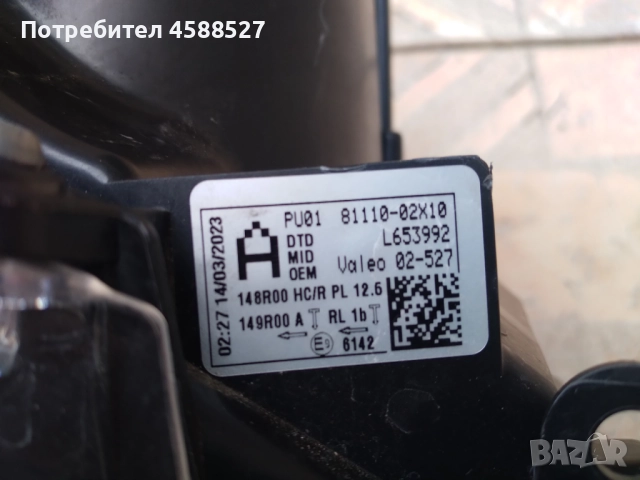 Потребител 4588527
PU01 81110-02X10
DTD L653992
MID
OEM Valeo 02-527
148R00 HC/R PL 12.6
149R00 A RL 1b
E9 6142
02:27 14/03/2023
A
BAZAR